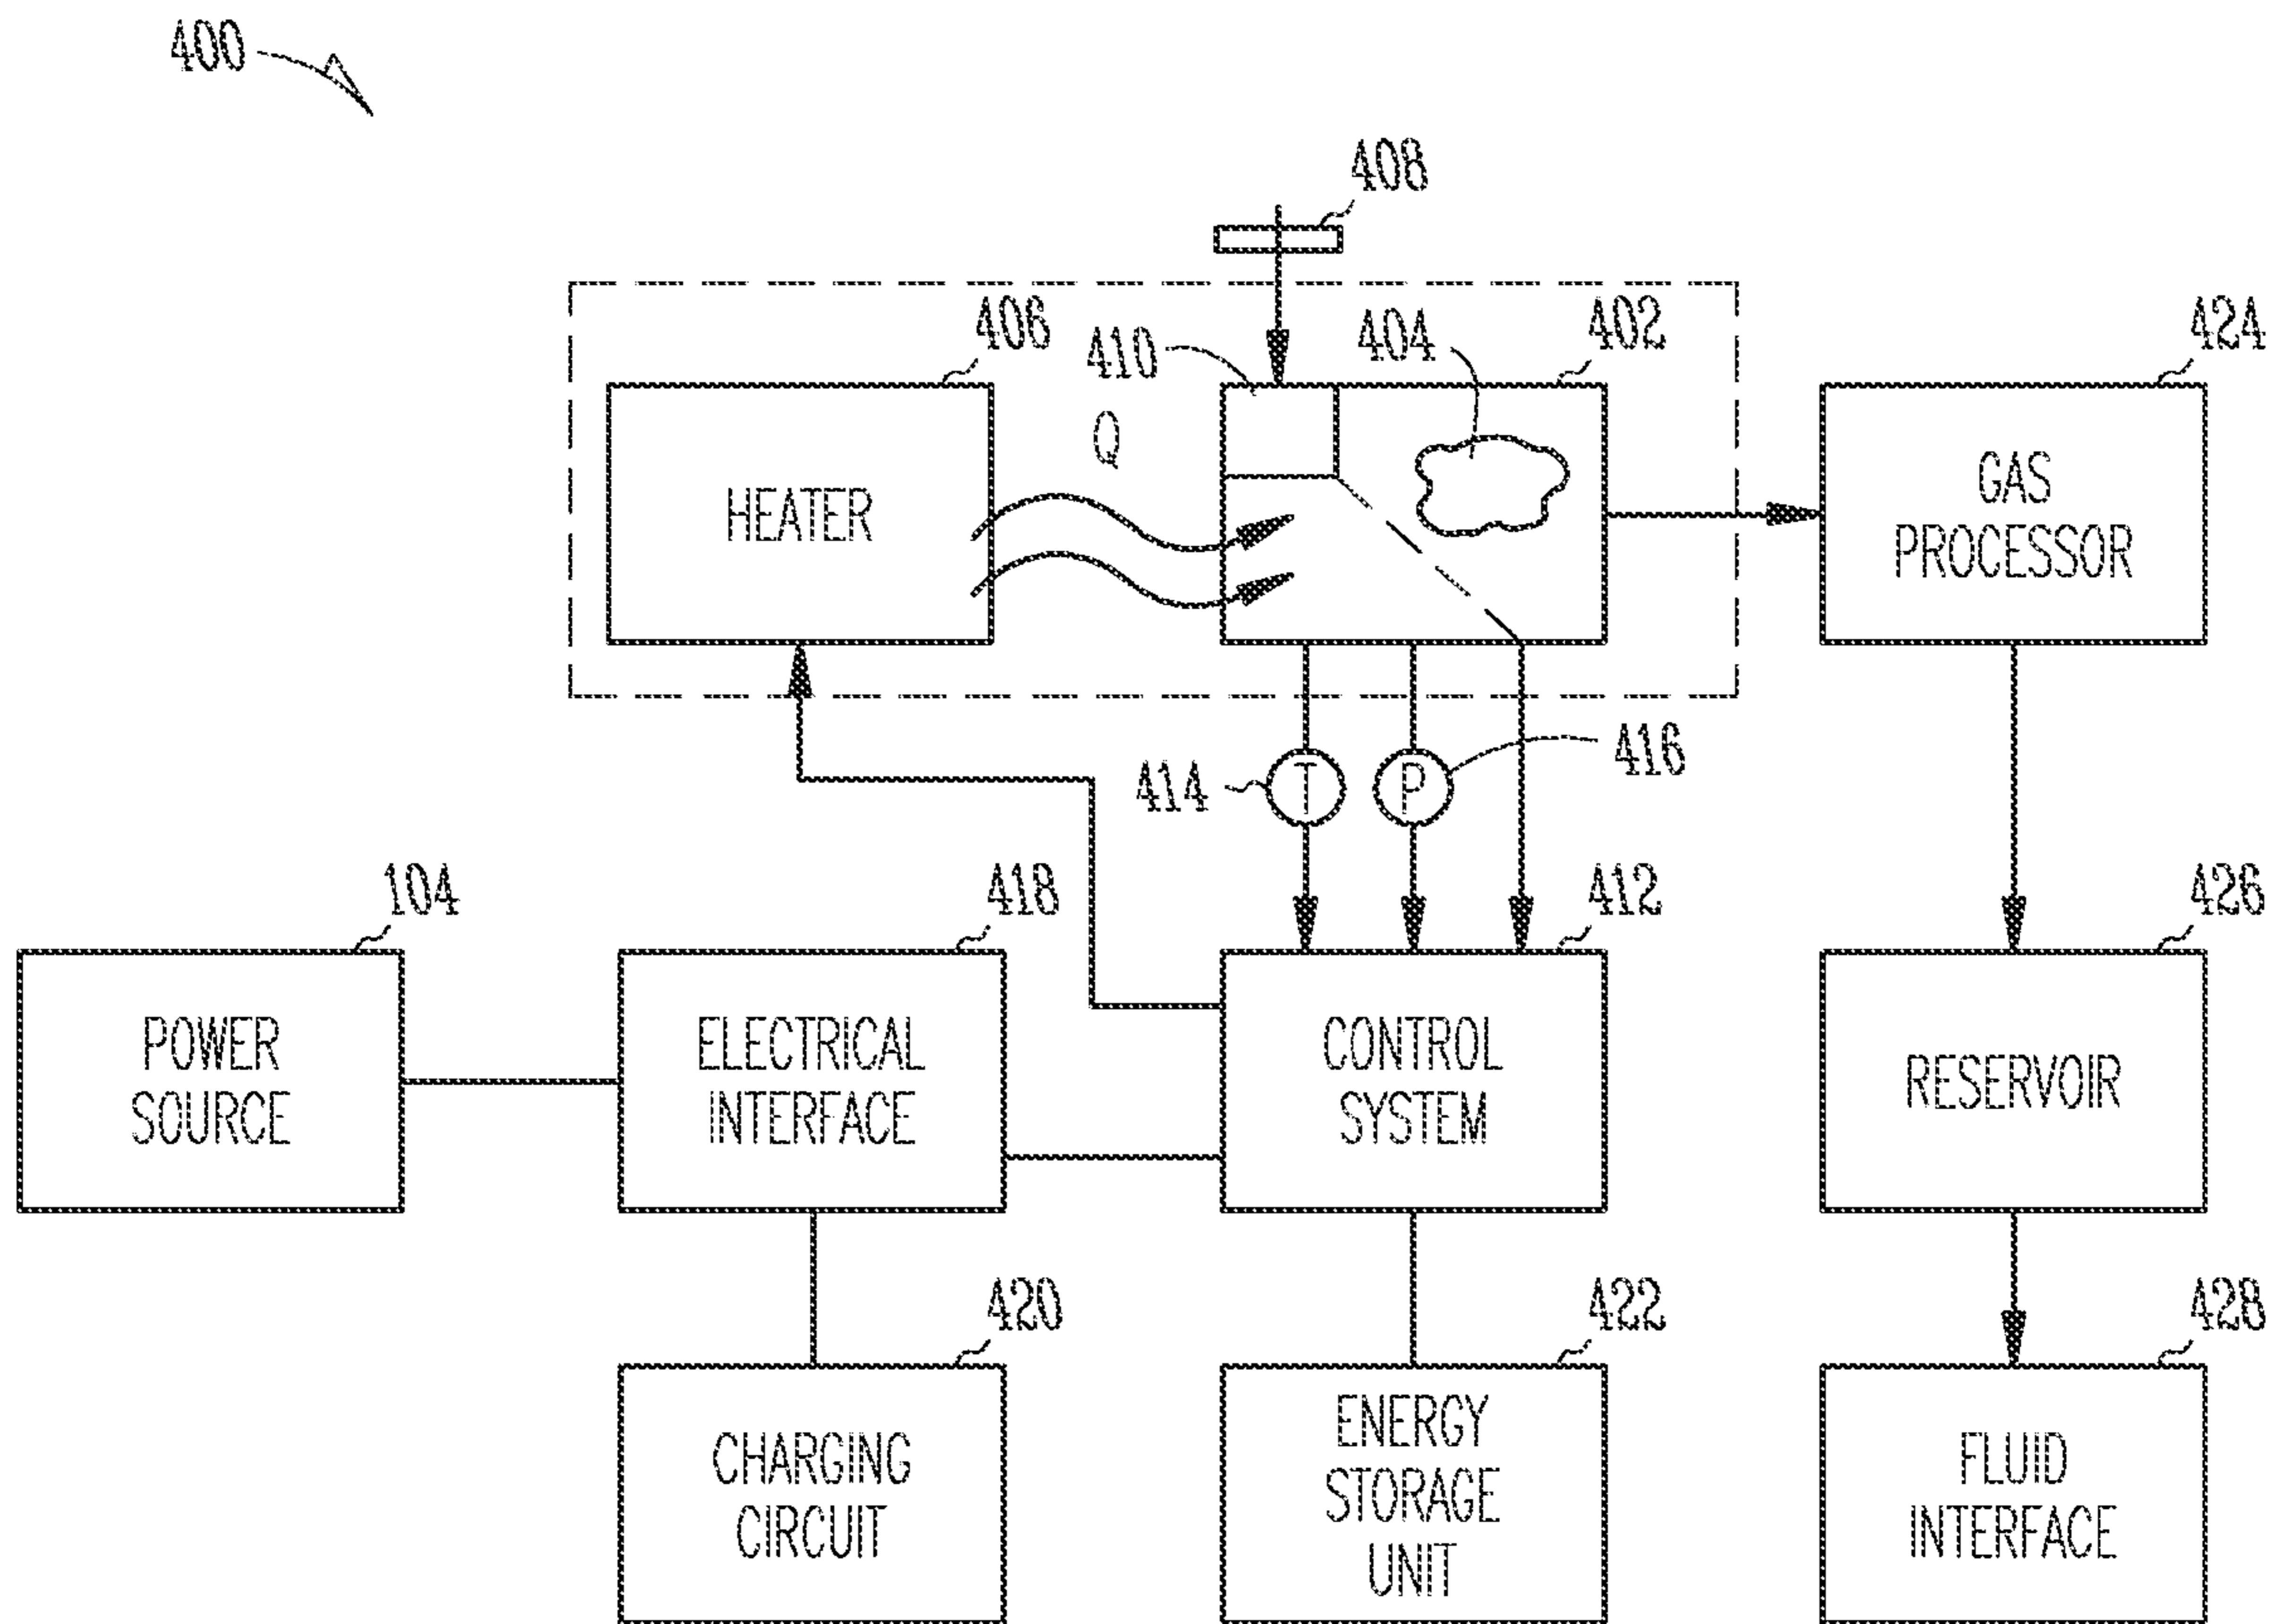 400
408
406
410
404
402
424
Q
HEATER
GAS
PROCESSOR
414
T
P
416
104
418
412
426
POWER
SOURCE
ELECTRICAL
INTERFACE
CONTROL
SYSTEM
RESERVOIR
420
422
428
CHARGING
CIRCUIT
ENERGY
STORAGE
UNIT
FLUID
INTERFACE